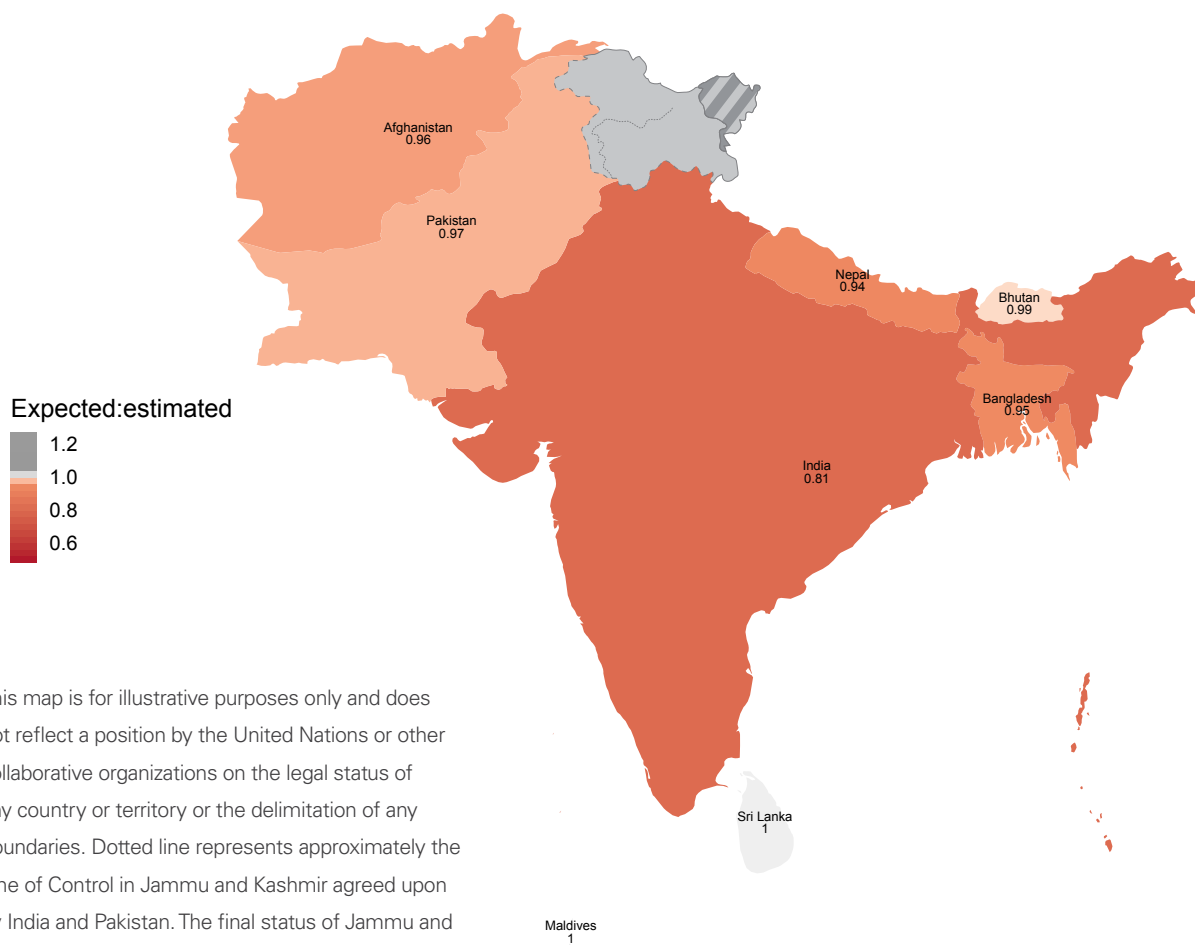 Afghanistan
0.96
Pakistan
0.97
Nepal
0.94
Bhutan
0.99
Bangladesh
0.95
India
0.81
Sri Lanka
1
Maldives
1
Expected:estimated
1.2
1.0
0.8
0.6
his map is for illustrative purposes only and does
ot reflect a position by the United Nations or other
ollaborative organizations on the legal status of
ny country or territory or the delimitation of any
oundaries. Dotted line represents approximately the
ne of Control in Jammu and Kashmir agreed upon
y India and Pakistan. The final status of Jammu and